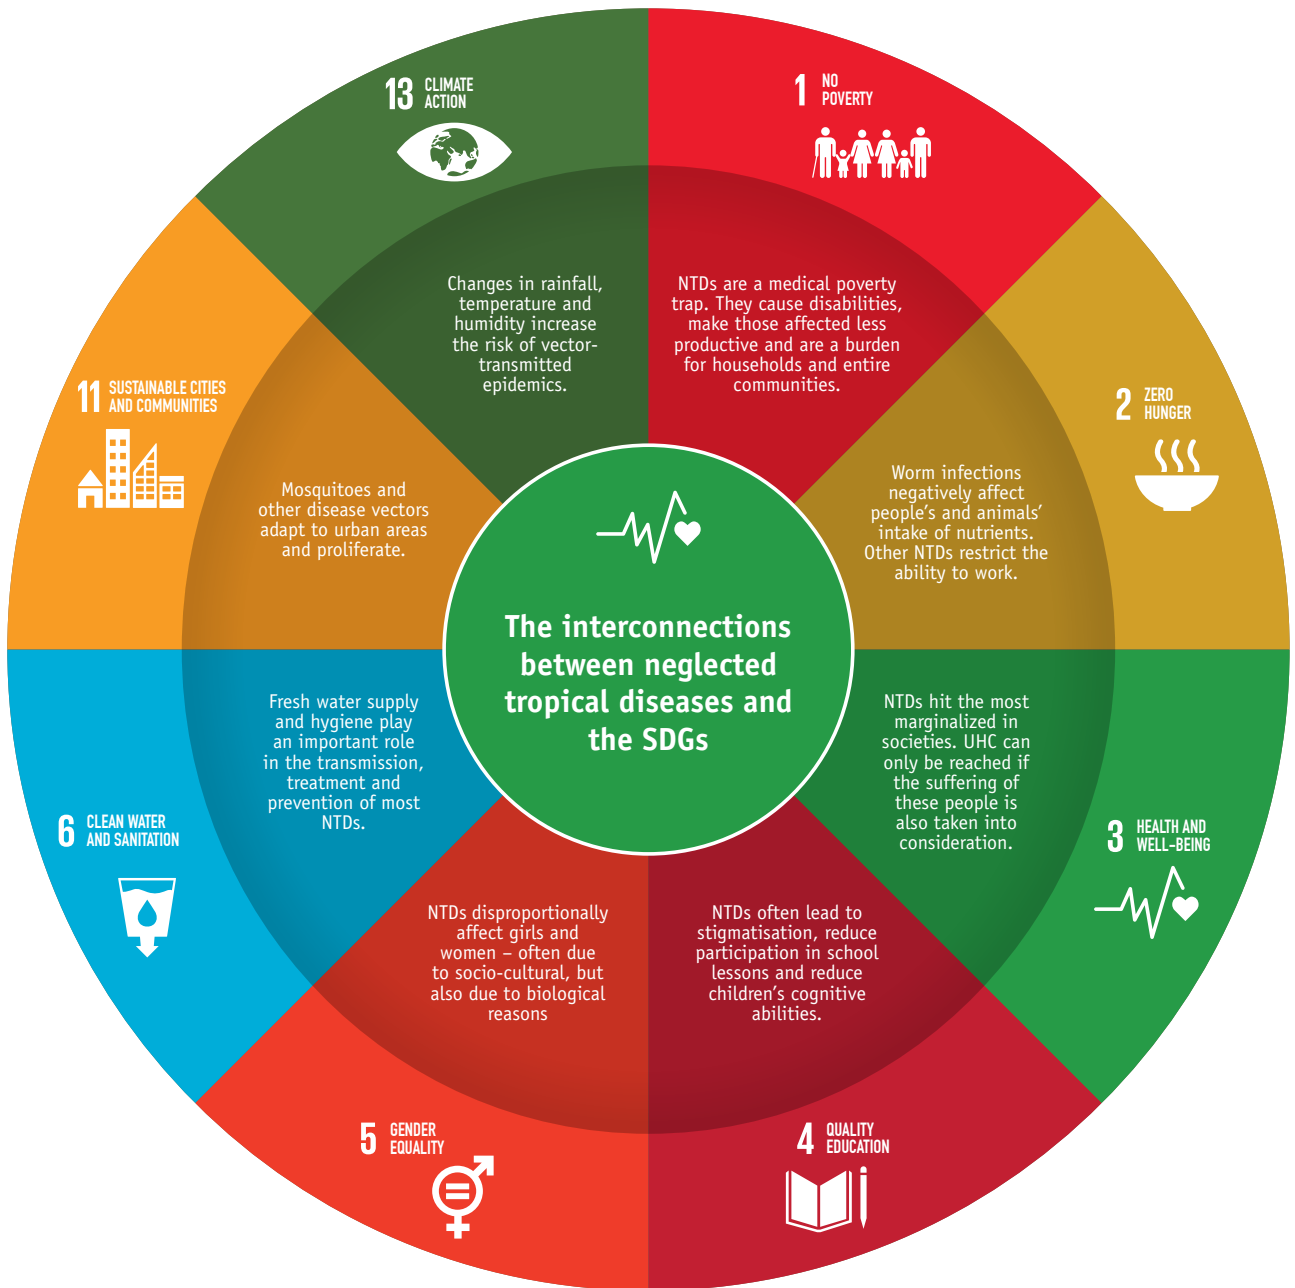 The interconnections
between neglected
tropical diseases and
the SDGs
1 NO
POVERTY
NTDs are a medical poverty
trap. They cause disabilities,
make those affected less
productive and are a burden
for households and entire
communities.
2 ZERO
HUNGER
Worm infections
negatively affect
people’s and animals’
intake of nutrients.
Other NTDs restrict the
ability to work.
3 HEALTH AND
WELL-BEING
NTDs hit the most
marginalized in
societies. UHC can
only be reached if
the suffering of
these people is
also taken into
consideration.
4 QUALITY
EDUCATION
NTDs often lead to
stigmatisation, reduce
participation in school
lessons and reduce
children’s cognitive
abilities.
5 GENDER
EQUALITY
NTDs disproportionally
affect girls and
women – often due
to socio-cultural, but
also due to biological
reasons
6 CLEAN WATER
AND SANITATION
Fresh water supply
and hygiene play
an important role
in the transmission,
treatment and
prevention of most
NTDs.
11 SUSTAINABLE CITIES
AND COMMUNITIES
Mosquitoes and
other disease vectors
adapt to urban areas
and proliferate.
13 CLIMATE
ACTION
Changes in rainfall,
temperature and
humidity increase
the risk of vector-
transmitted
epidemics.